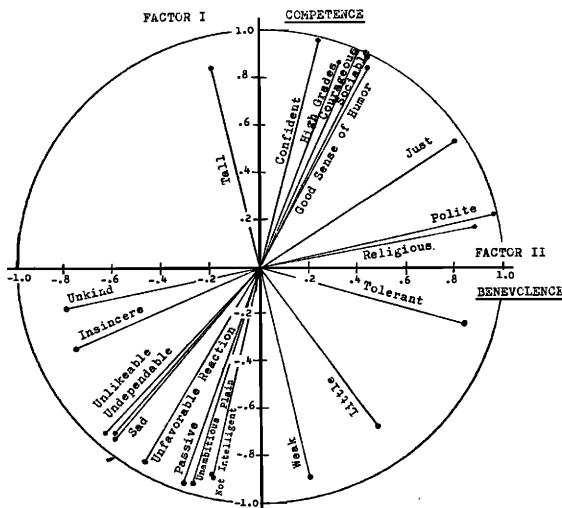 FACTOR I
COMPETENCE
1.0
.8
.6
.4
.2
Tall
Confident
High Grades
Courageous
Sociable
Good Sense of Humor
Just
Polite
Religious.
FACTOR II
-1.0
-.8
-.6
-.4
-.2
.2
.4
.6
.8
1.0
BENEVOLENCE
Unkind
Insincere
Unlikeable
Undependable
Sad
Unfavorable Reaction
Passive
Unambitious
Not Intelligent
Plain
Tolerant
Little
Weak
-.2
-.4
-.6
-.8
-1.0